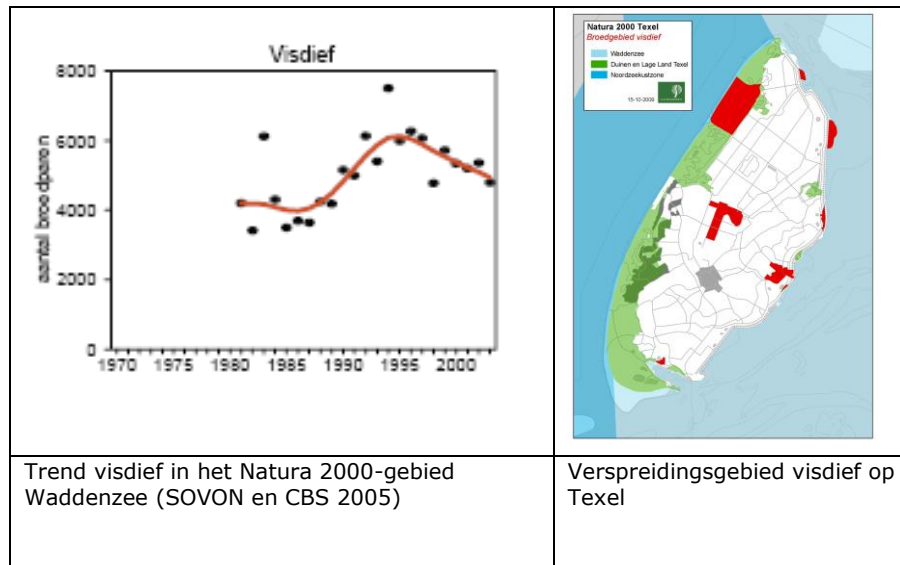 Visdief
8000
6000
4000
2000
0
aantal broedparen
1970 1975 1980 1985 1990 1995 2000
Natura 2000 Texel
Broedgebied visdief
Waddenzee
Duinen en Lage Land Texel
Noordzeekustzone
15-10-2009
Trend visdief in het Natura 2000-gebied
Waddenzee (SOVON en CBS 2005)
Verspreidingsgebied visdief op
Texel